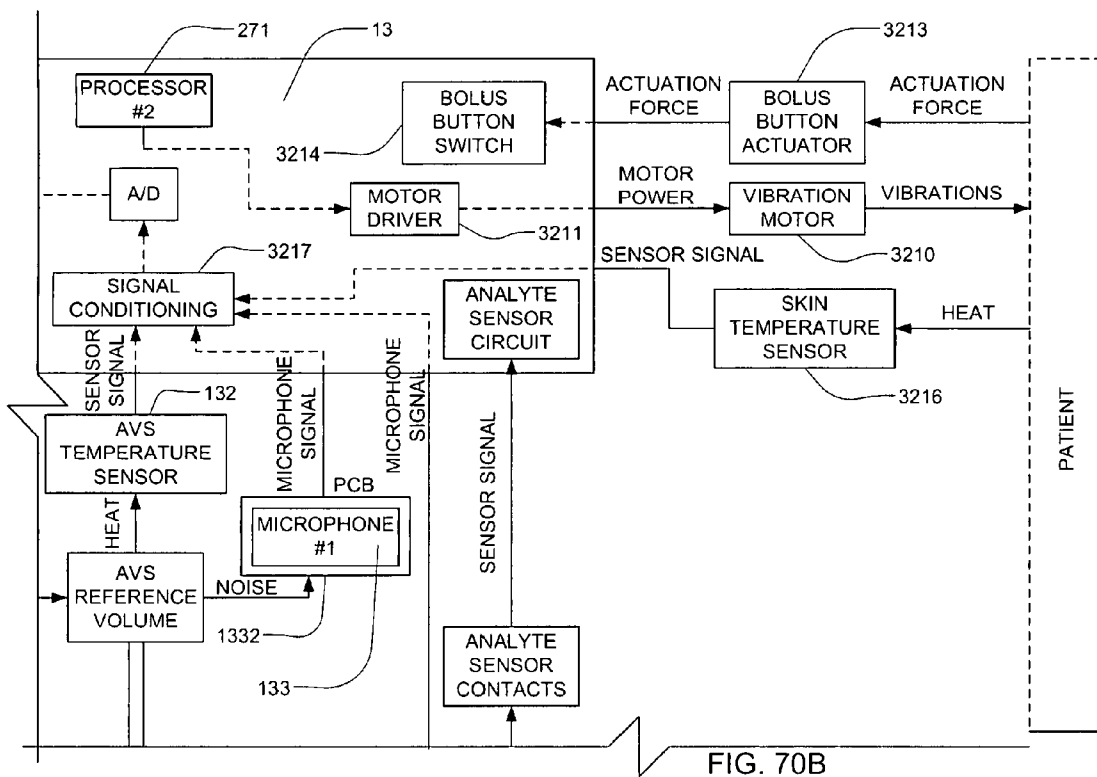 271
13
3213
PROCESSOR
#2
BOLUS
BUTTON
SWITCH
3214
ACTUATION
FORCE
BOLUS
BUTTON
ACTUATOR
ACTUATION
FORCE
A/D
MOTOR
DRIVER
3211
MOTOR
POWER
VIBRATION
MOTOR
3210
VIBRATIONS
3217
SIGNAL
CONDITIONING
SENSOR SIGNAL
ANALYTE
SENSOR
CIRCUIT
SKIN
TEMPERATURE
SENSOR
3216
HEAT
SENSOR
SIGNAL
132
MICROPHONE
SIGNAL
MICROPHONE
SIGNAL
AVS
TEMPERATURE
SENSOR
HEAT
PCB
MICROPHONE
#1
SENSOR SIGNAL
PATIENT
AVS
REFERENCE
VOLUME
NOISE
1332
133
ANALYTE
SENSOR
CONTACTS
FIG. 70B